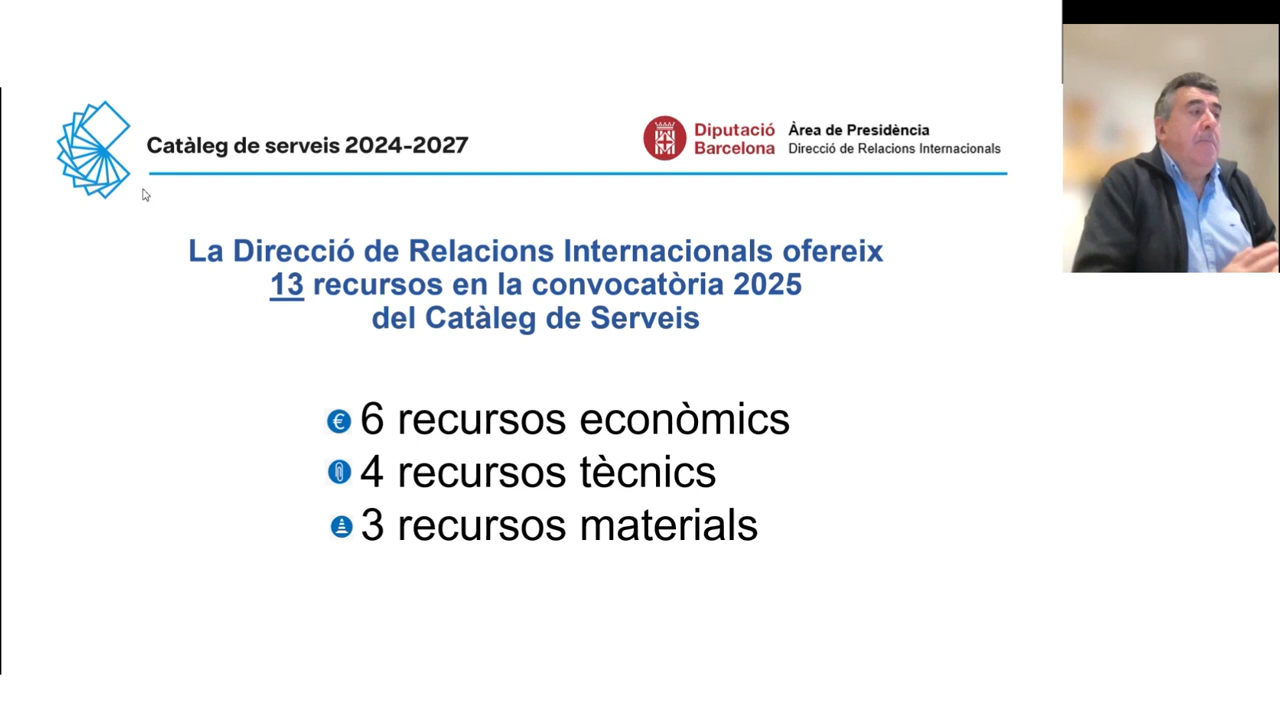 Catàleg de serveis 2024-2027
Diputació
Barcelona
Àrea de Presidència
Direcció de Relacions Internacionals
La Direcció de Relacions Internacionals ofereix
13 recursos en la convocatòria 2025
del Catàleg de Serveis
€ 6 recursos econòmics
4 recursos tècnics
3 recursos materials